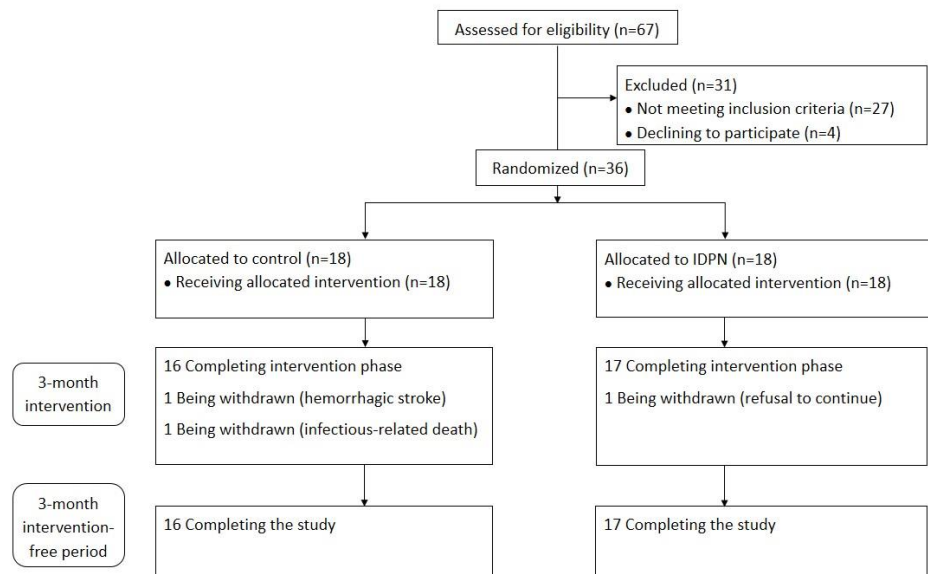 Assessed for eligibility (n=67)
Excluded (n=31)
● Not meeting inclusion criteria (n=27)
● Declining to participate (n=4)
Randomized (n=36)
Allocated to control (n=18)
● Receiving allocated intervention (n=18)
Allocated to IDPN (n=18)
● Receiving allocated intervention (n=18)
3-month
intervention
16 Completing intervention phase
1 Being withdrawn (hemorrhagic stroke)
1 Being withdrawn (infectious-related death)
17 Completing intervention phase
1 Being withdrawn (refusal to continue)
3-month
intervention-
free period
16 Completing the study
17 Completing the study